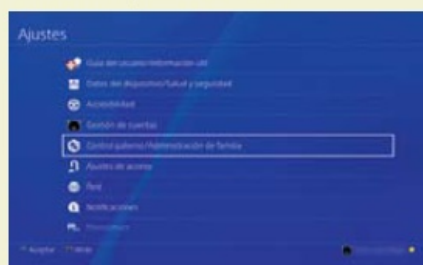 Ajustes
Guía del usuario/Información útil
Datos del dispositivo/Salud y seguridad
Accesibilidad
Gestión de cuentas
Control paterno/Administración de familia
Ajustes de acceso
Red
Notificaciones
Aceptar Atrás